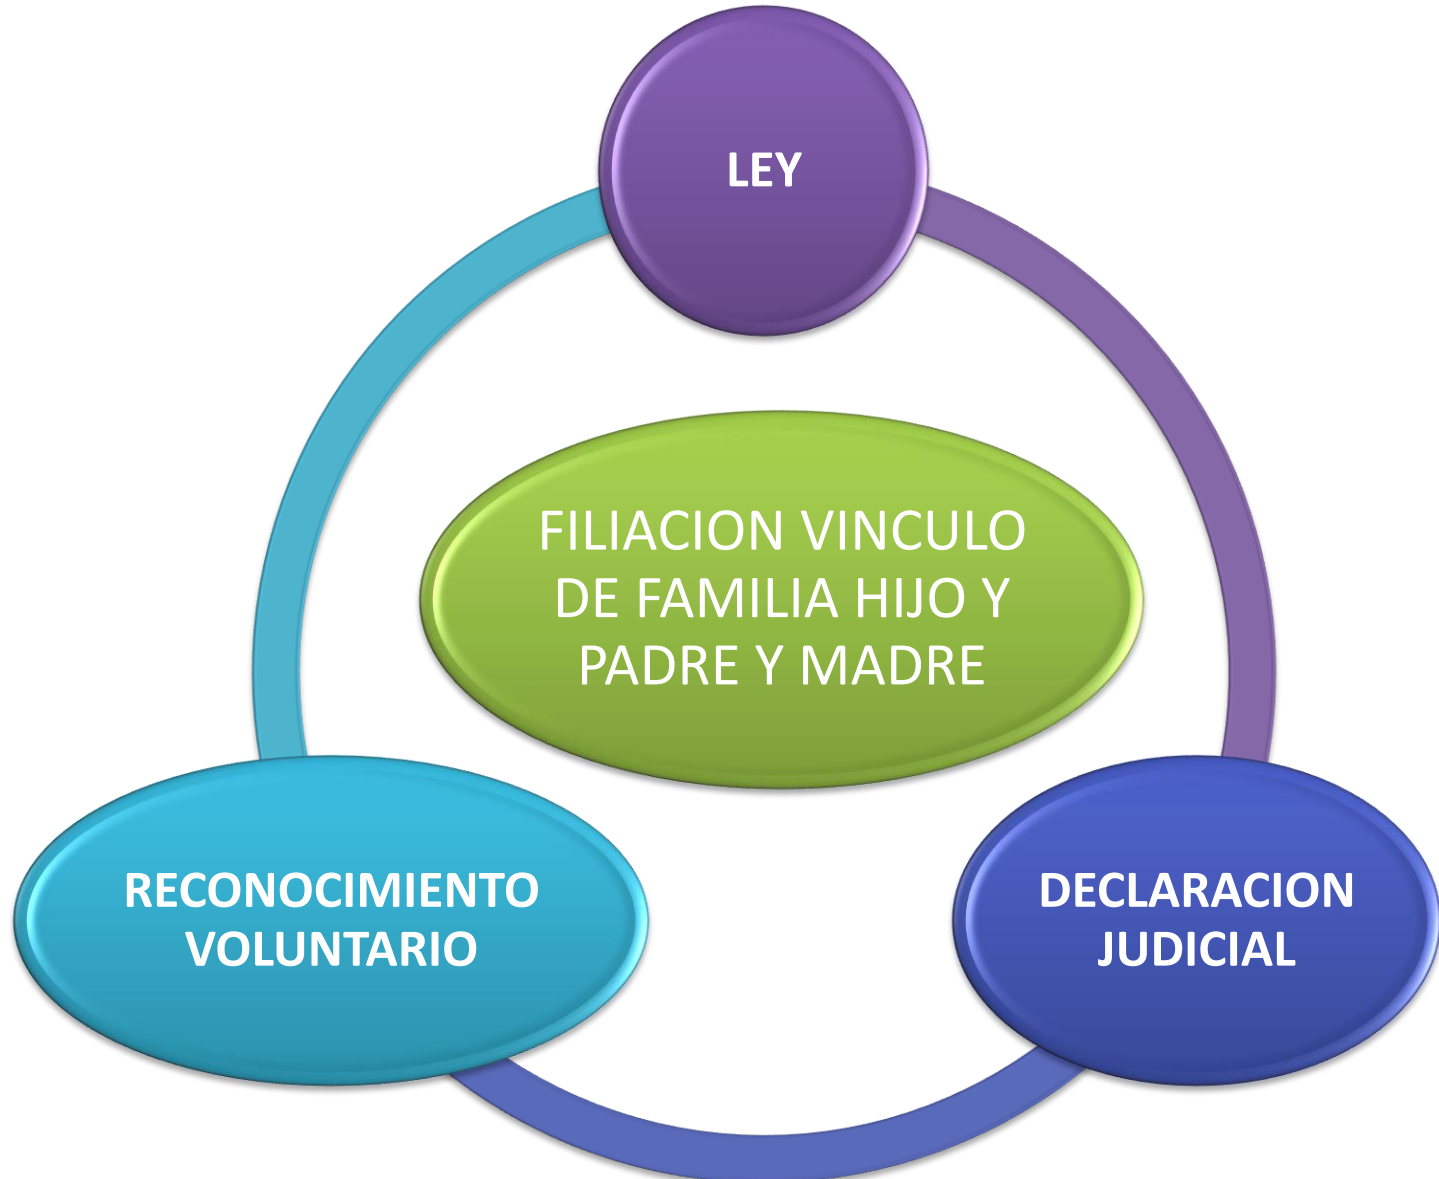 LEY
FILIACION VINCULO
DE FAMILIA HIJO Y
PADRE Y MADRE
RECONOCIMIENTO
VOLUNTARIO
DECLARACION
JUDICIAL